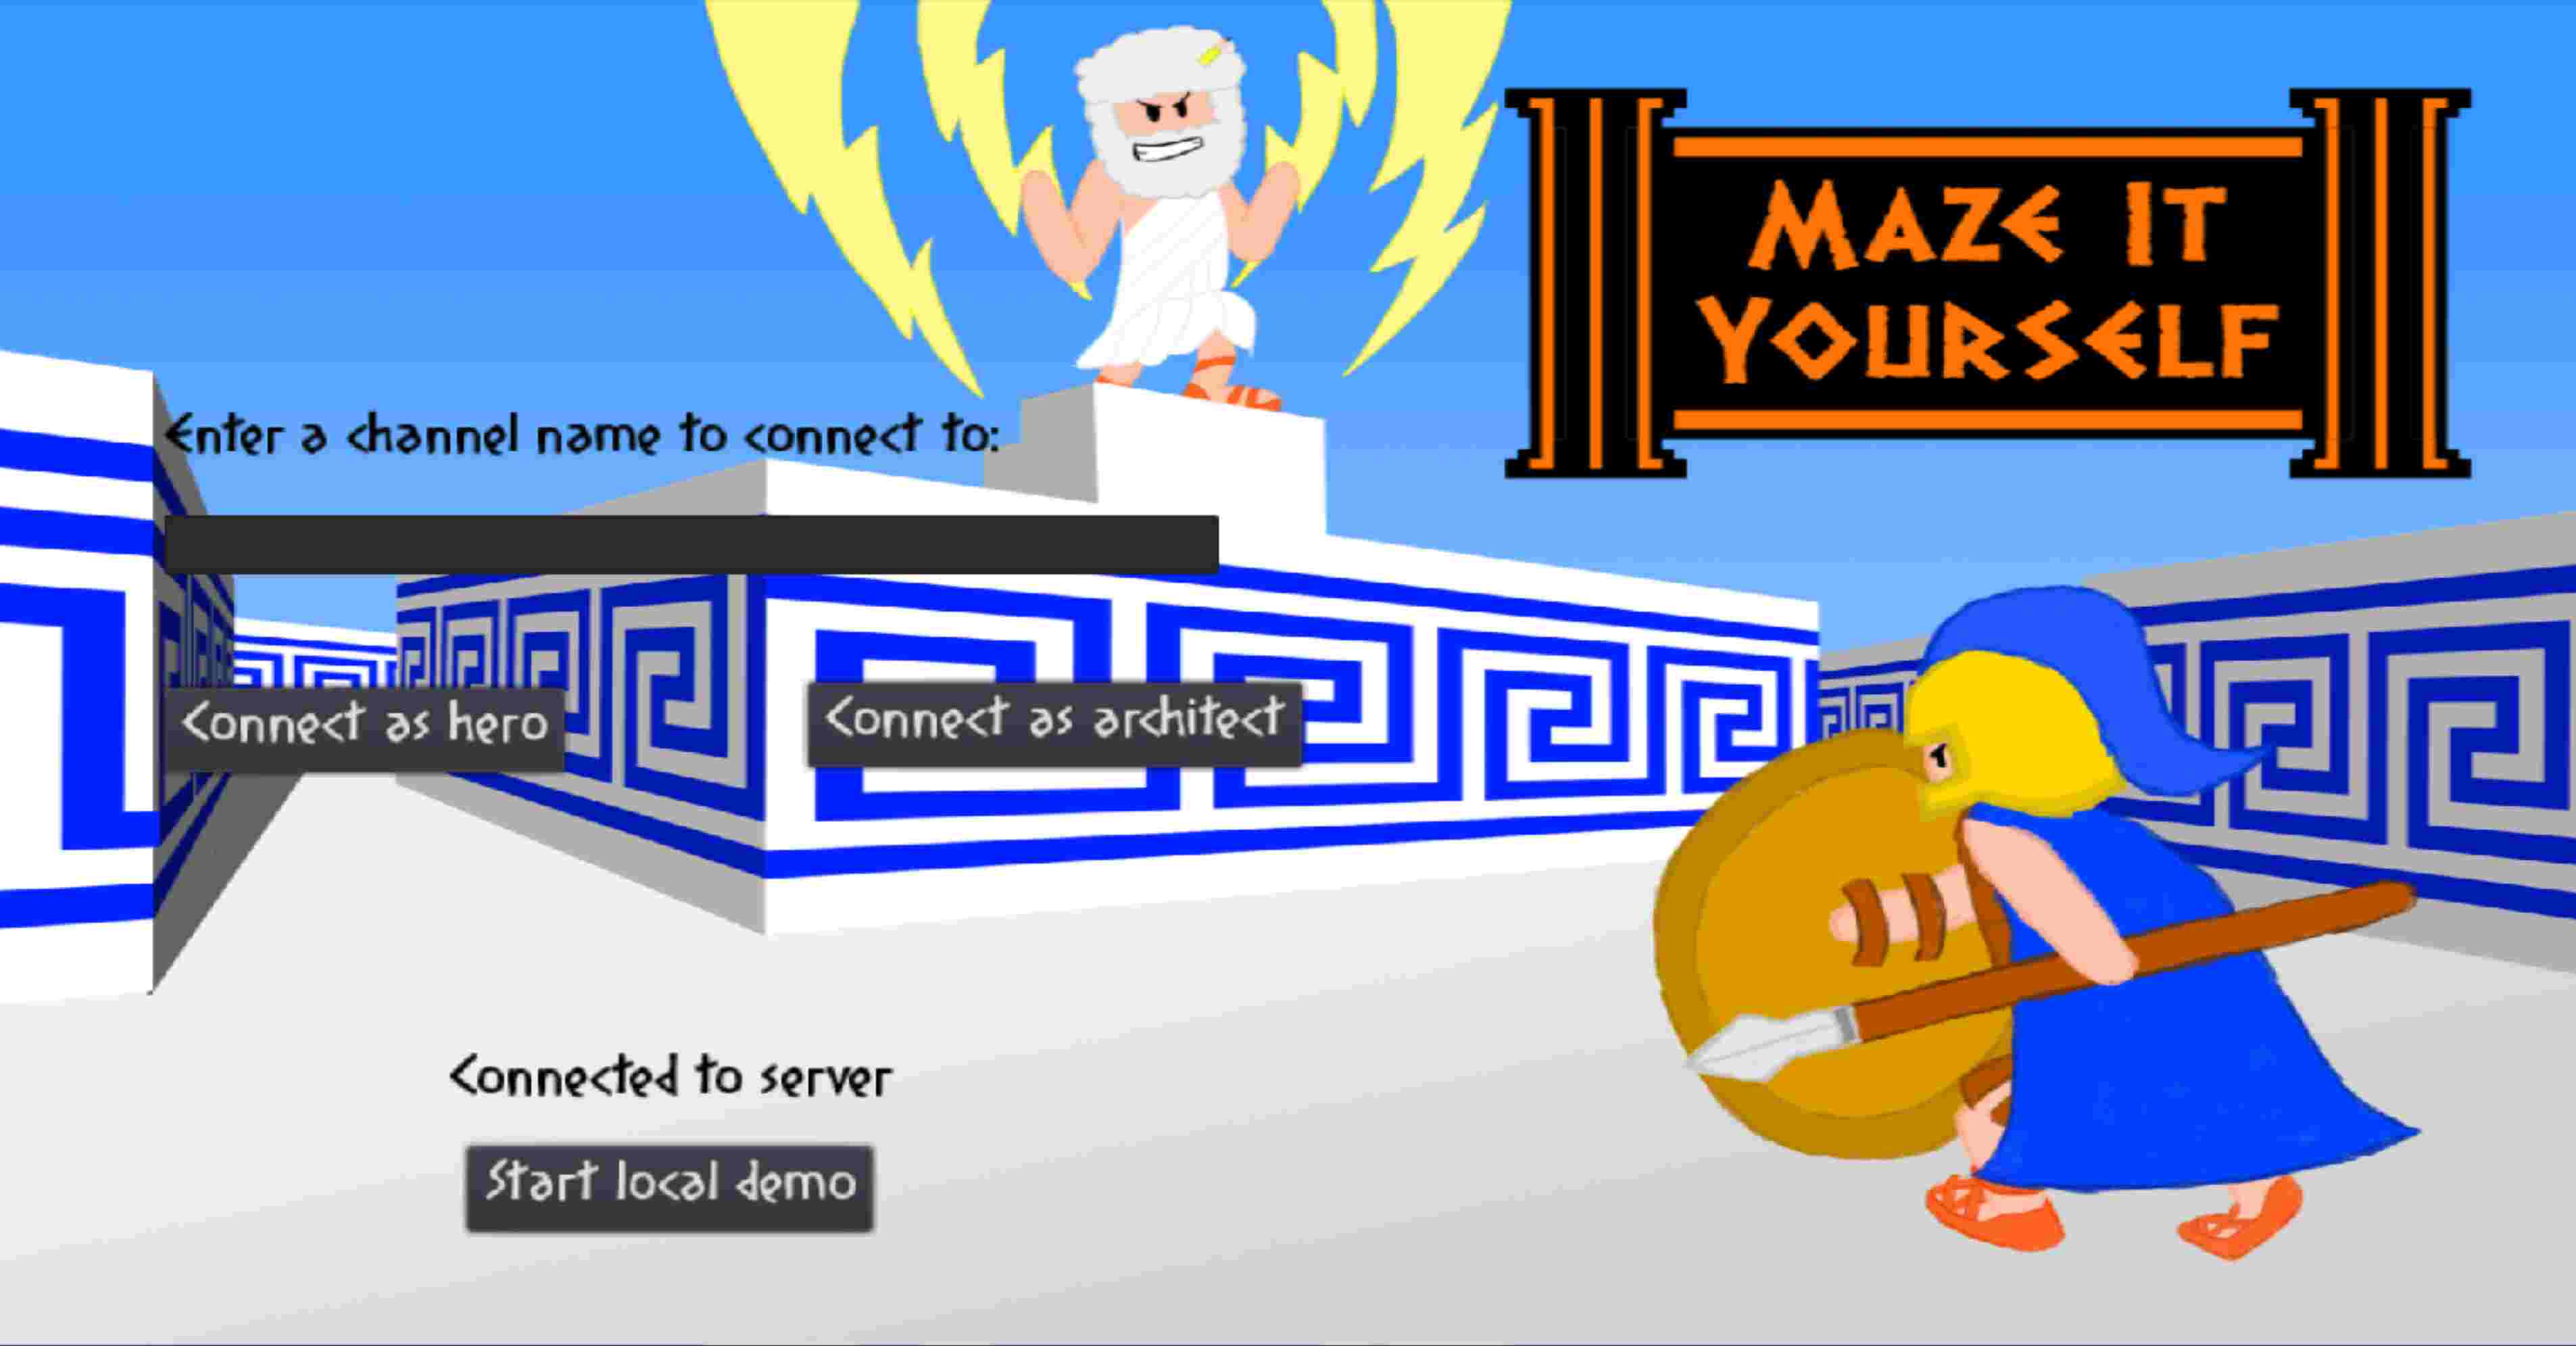 MAZE IT
YOURSELF
Enter a channel name to connect to:
Connect as hero
Connect as architect
Connected to server
Start local demo